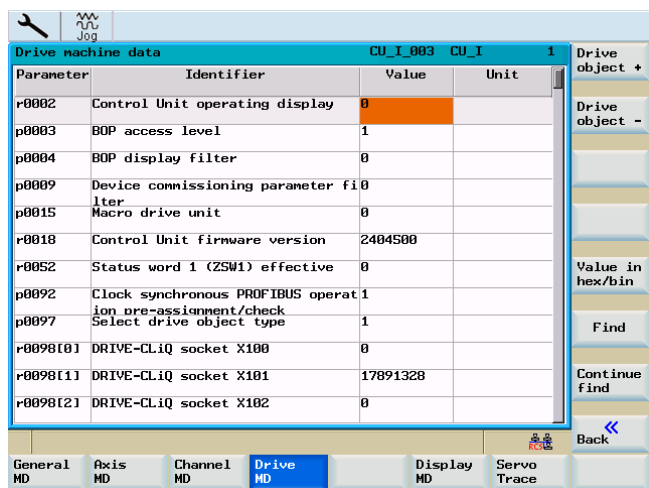 Jog
Drive machine data CU_I_003 CU_I 1
Parameter Identifier Value Unit
r0002 Control Unit operating display 0
p0003 BOP access level 1
p0004 BOP display filter 0
p0009 Device commissioning parameter fi 0
lter
p0015 Macro drive unit 0
r0018 Control Unit firmware version 2404500
r0052 Status word 1 (ZSW1) effective 0
p0092 Clock synchronous PROFIBUS operat 1
ion pre-assignment/check
p0097 Select drive object type 1
r0098[0] DRIVE-CLiQ socket X100 0
r0098[1] DRIVE-CLiQ socket X101 17891328
r0098[2] DRIVE-CLiQ socket X102 0
Drive
object +
Drive
object -
Value in
hex/bin
Find
Continue
find
Back
RCS
General
MD
Axis
MD
Channel
MD
Drive
MD
Display
MD
Servo
Trace